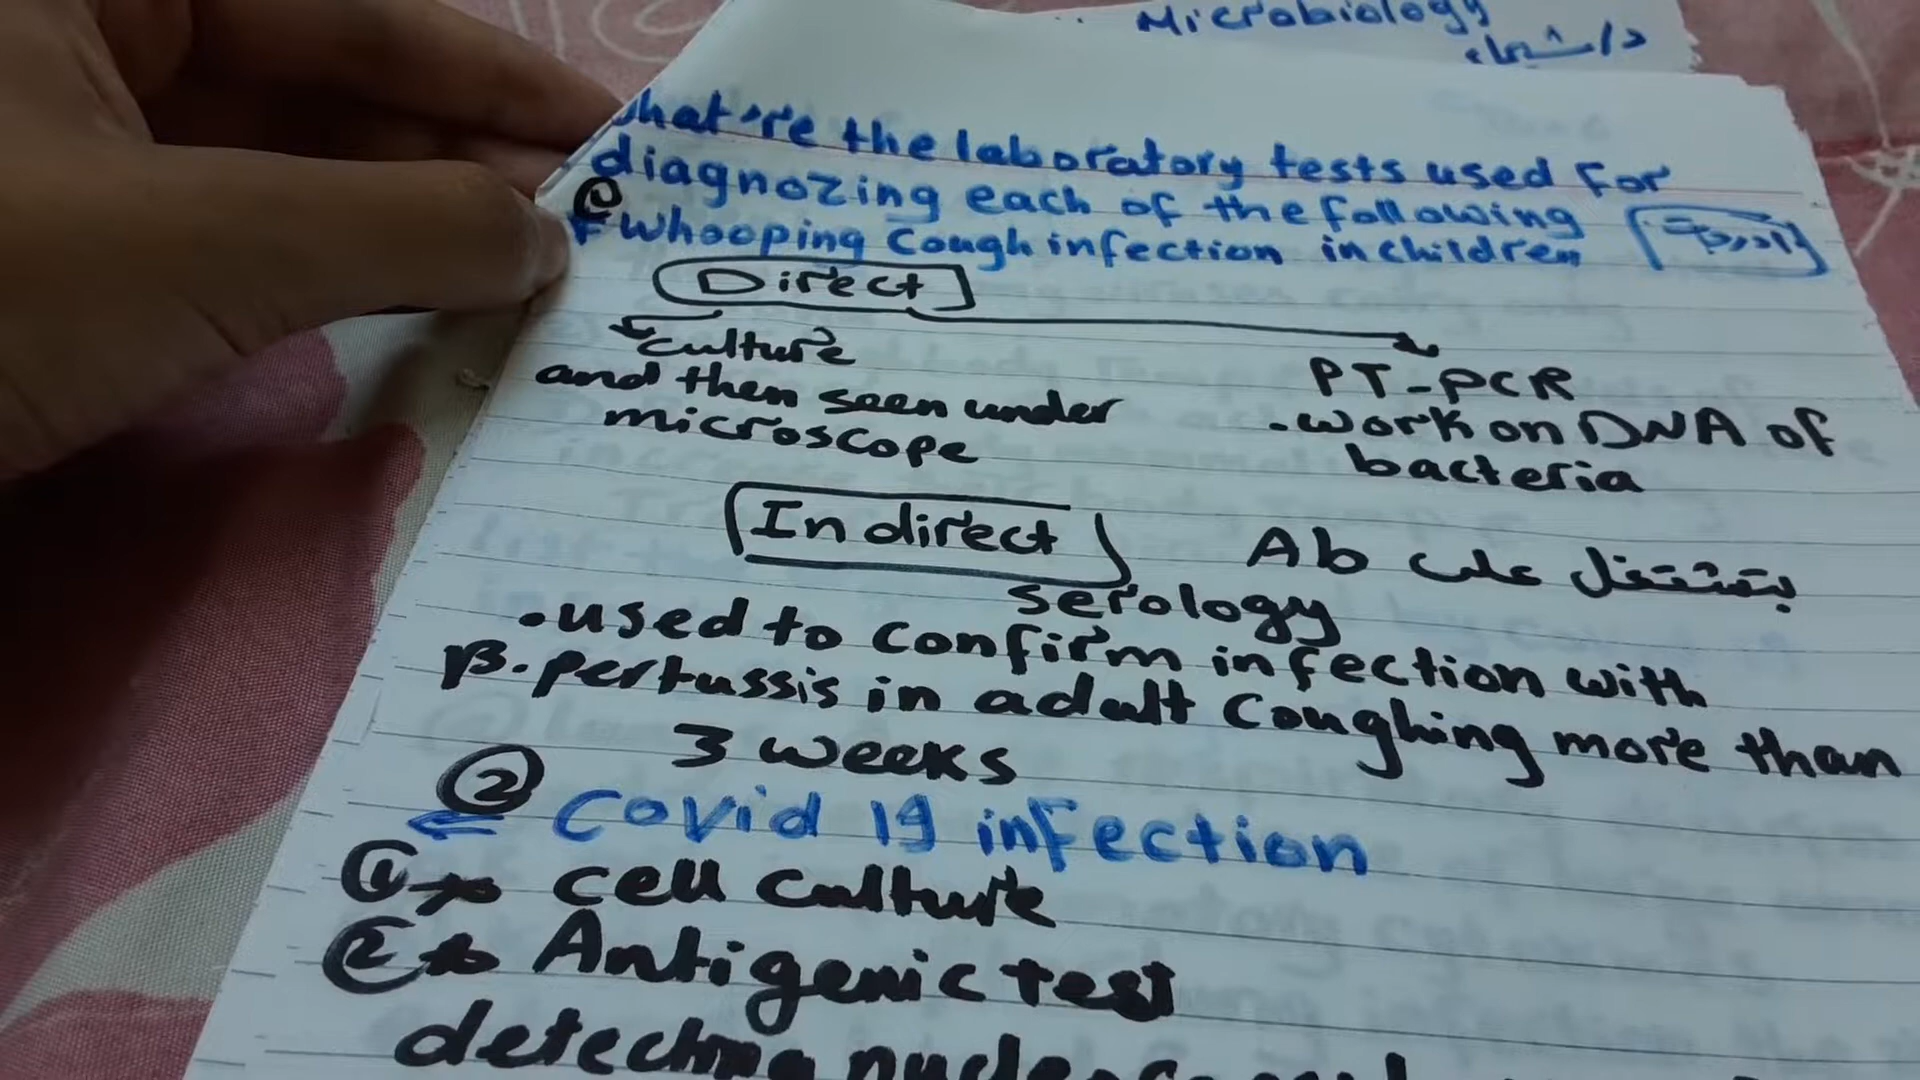 Microbiology
د/ شيماء
what're the laboratory tests used for
diagnozing each of the following
① Whooping Cough infection in children
Direct
culture
and then seen under
microscope
PT-PCR
.work on DNA of
bacteria
Indirect
Ab بتشتغل على
serology
.used to confirm infection with
B.pertussis in adult Coughing more than
3 weeks
② Covid 19 infection
① cell culture
② Antigenic test
detecting